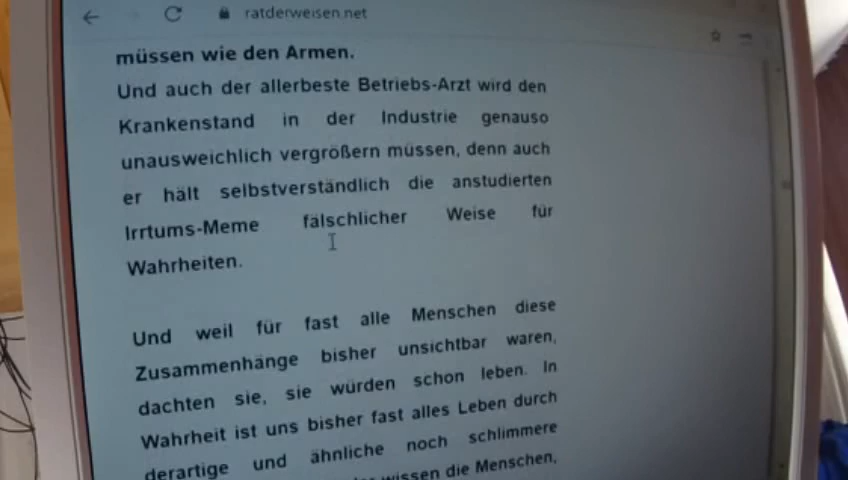 ratderweisen.net
müssen wie den Armen.
Und auch der allerbeste Betriebs-Arzt wird den
Krankenstand in der Industrie genauso
unausweichlich vergrößern müssen, denn auch
er hält selbstverständlich die anstudierten
Irrtums-Meme fälschlicher Weise für
Wahrheiten.
Und weil für fast alle Menschen diese
Zusammenhänge bisher unsichtbar waren,
dachten sie, sie würden schon leben. In
Wahrheit ist uns bisher fast alles Leben durch
derartige und ähnliche noch schlimmere
wissen die Menschen,